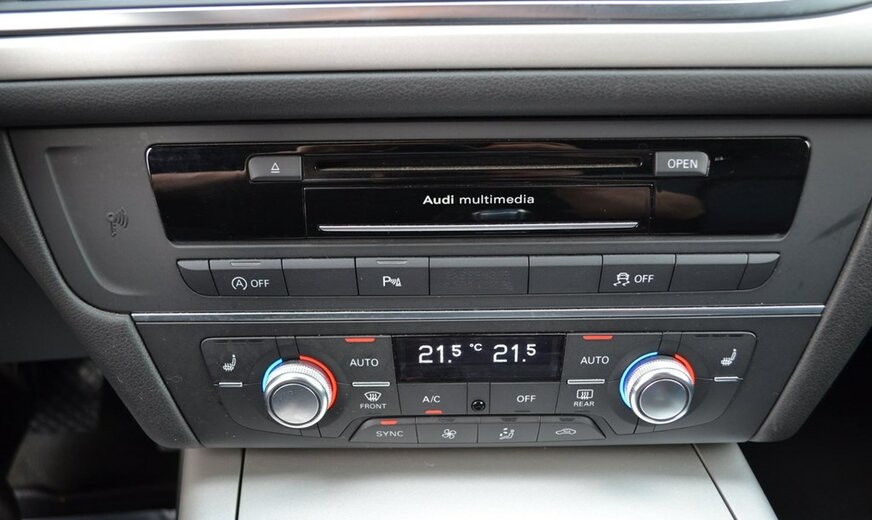 OPEN
Audi multimedia
OFF
P
OFF
AUTO
21.5 °C 21.5
AUTO
FRONT
A/C
OFF
REAR
SYNC